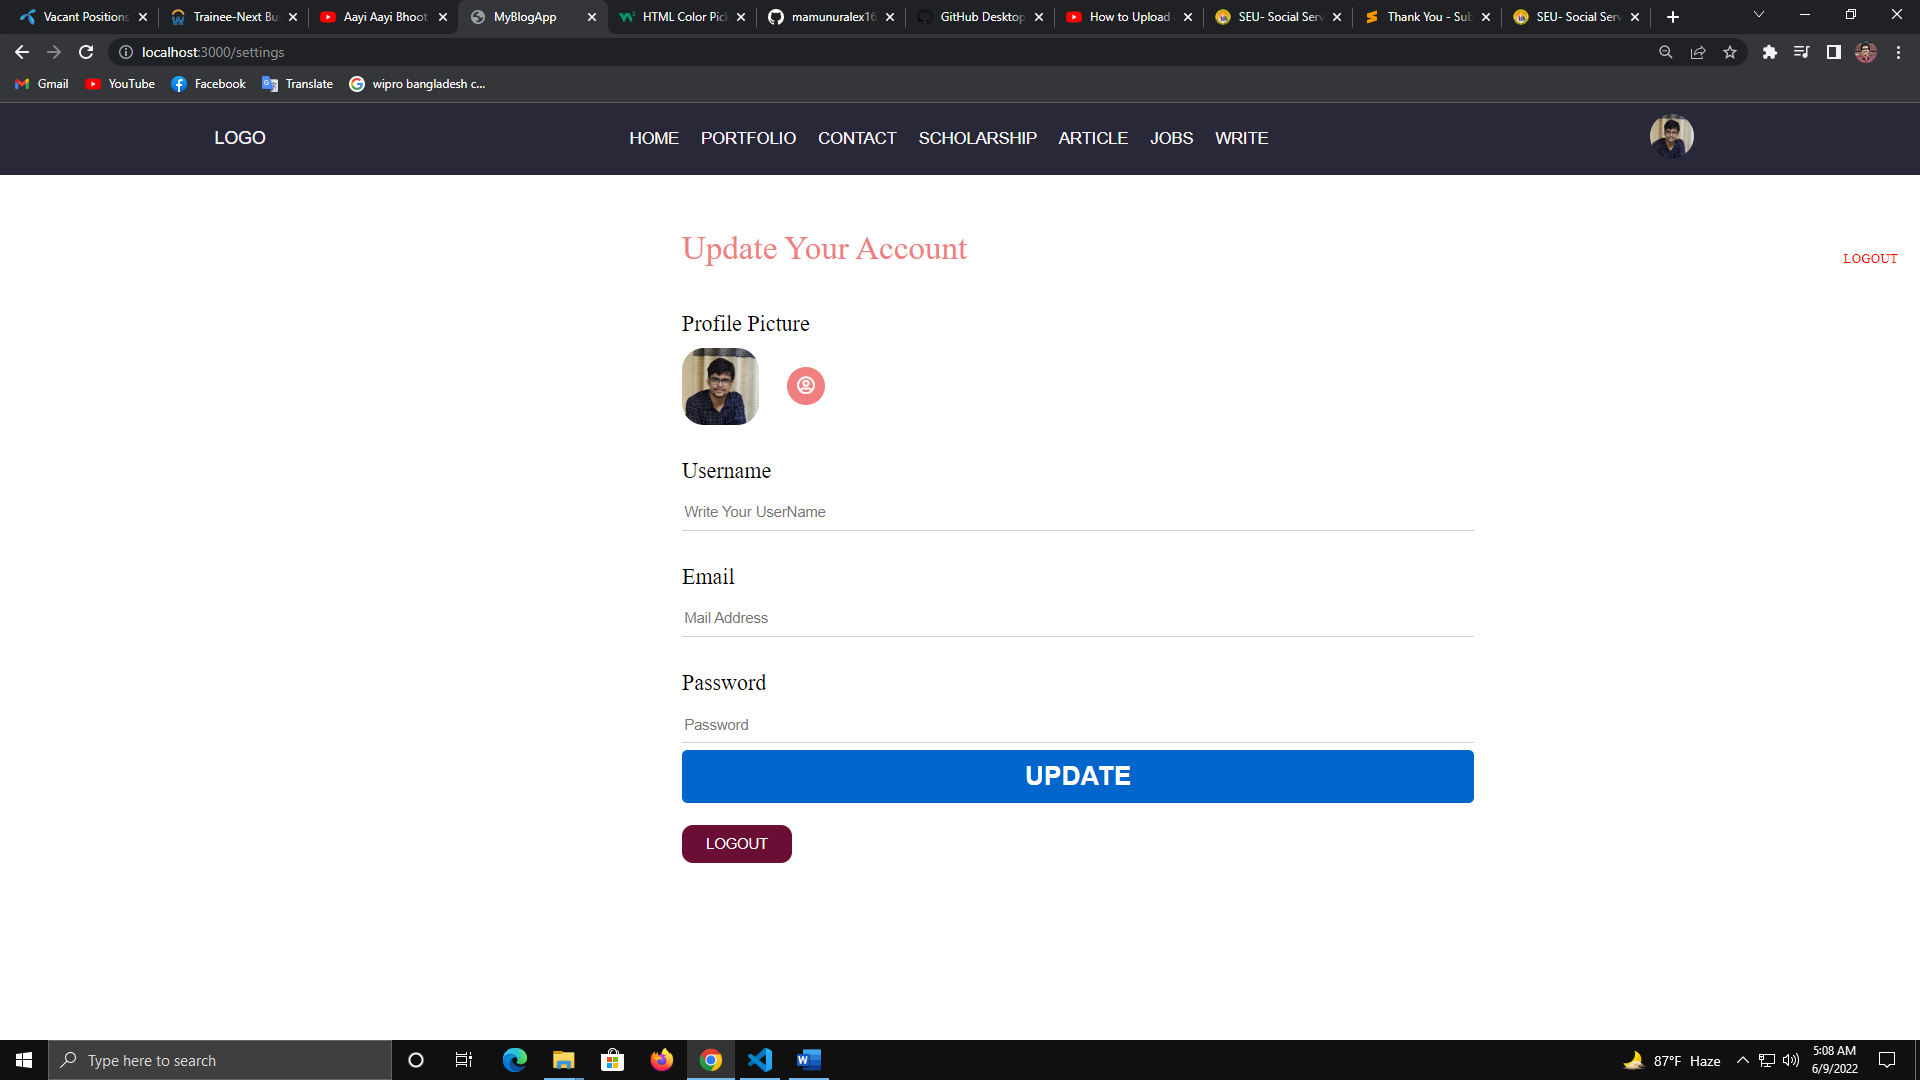 Vacant Positions
Trainee-Next Bu
Aayi Aayi Bhoot
MyBlogApp
HTML Color Pic
mamunuralex16
GitHub Desktop
How to Upload
SEU- Social Serv
Thank You - Sub
SEU- Social Serv
localhost:3000/settings
Gmail
YouTube
Facebook
Translate
wipro bangladesh c...
LOGO
HOME PORTFOLIO CONTACT SCHOLARSHIP ARTICLE JOBS WRITE
Update Your Account
LOGOUT
Profile Picture
Username
Write Your UserName
Email
Mail Address
Password
Password
UPDATE
LOGOUT
Type here to search
87°F Haze
5:08 AM
6/9/2022